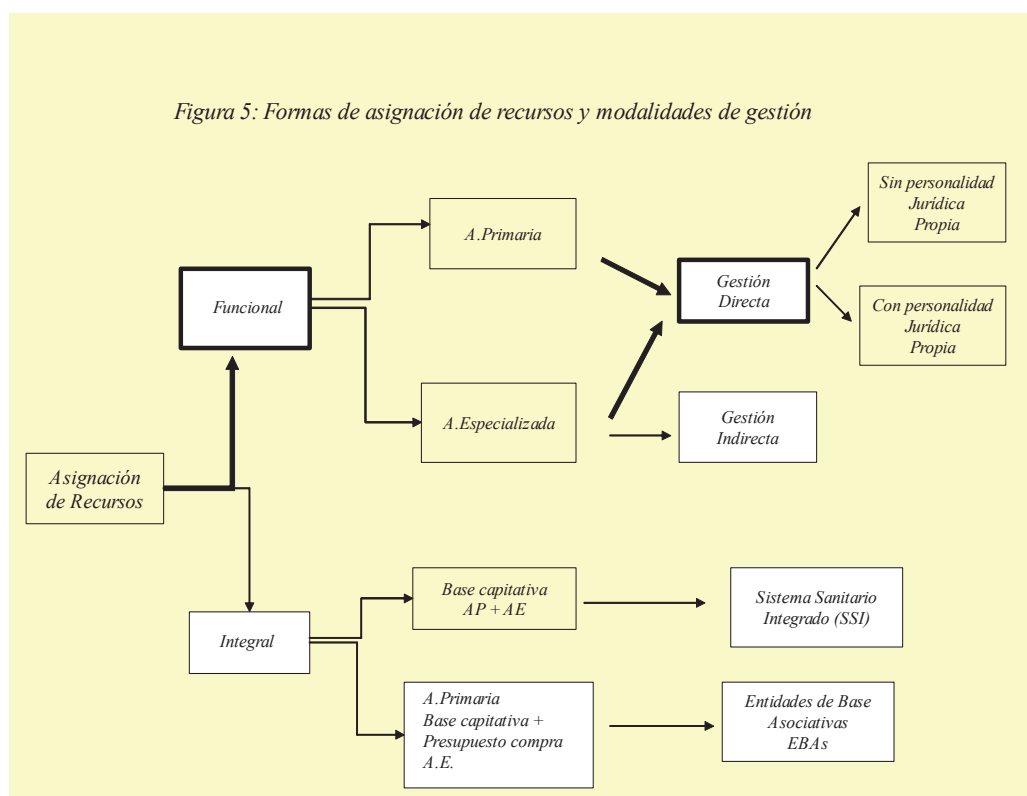 Figura 5: Formas de asignación de recursos y modalidades de gestión
Sin personalidad
Jurídica
Propia
A.Primaria
Gestión
Directa
Funcional
Con personalidad
Jurídica
Propia
A.Especializada
Gestión
Indirecta
Asignación
de Recursos
Base capitativa
AP + AE
Sistema Sanitario
Integrado (SSI)
Integral
A.Primaria
Base capitativa +
Presupuesto compra
A.E.
Entidades de Base
Asociativas
EBAs